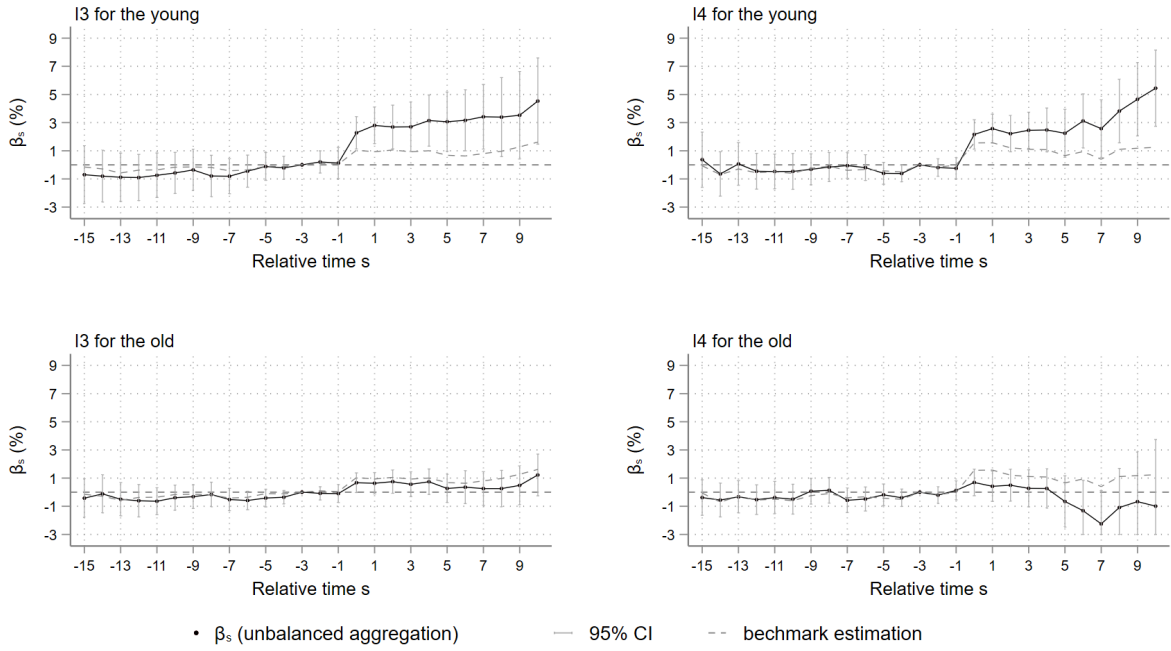 I3 for the young
I4 for the young
9
7
5
3
1
-1
-3
βₛ (%)
-15 -13 -11 -9 -7 -5 -3 -1 1 3 5 7 9
Relative time s
9
7
5
3
1
-1
-3
βₛ (%)
-15 -13 -11 -9 -7 -5 -3 -1 1 3 5 7 9
Relative time s
I3 for the old
I4 for the old
9
7
5
3
1
-1
-3
βₛ (%)
-15 -13 -11 -9 -7 -5 -3 -1 1 3 5 7 9
Relative time s
9
7
5
3
1
-1
-3
βₛ (%)
-15 -13 -11 -9 -7 -5 -3 -1 1 3 5 7 9
Relative time s
βₛ (unbalanced aggregation) 95% CI bechmark estimation